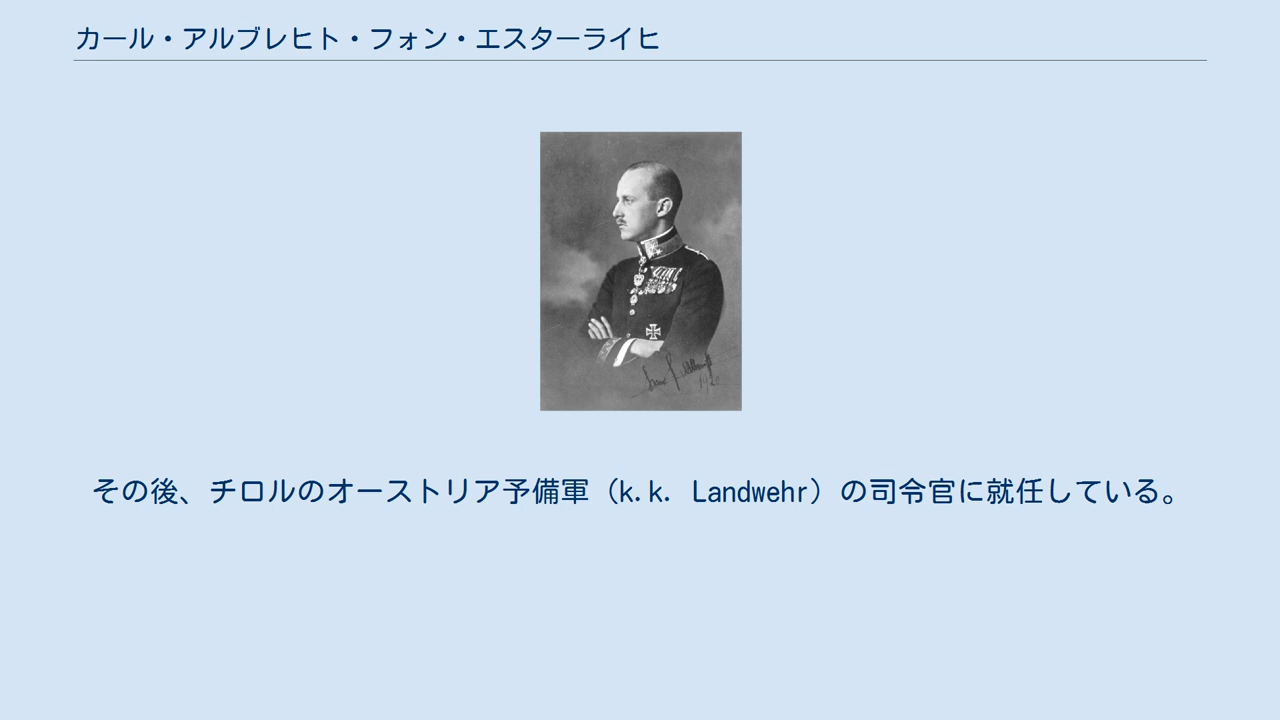 カール・アルブレヒト・フォン・エスターライヒ
その後、チロルのオーストリア予備軍（k.k. Landwehr）の司令官に就任している。